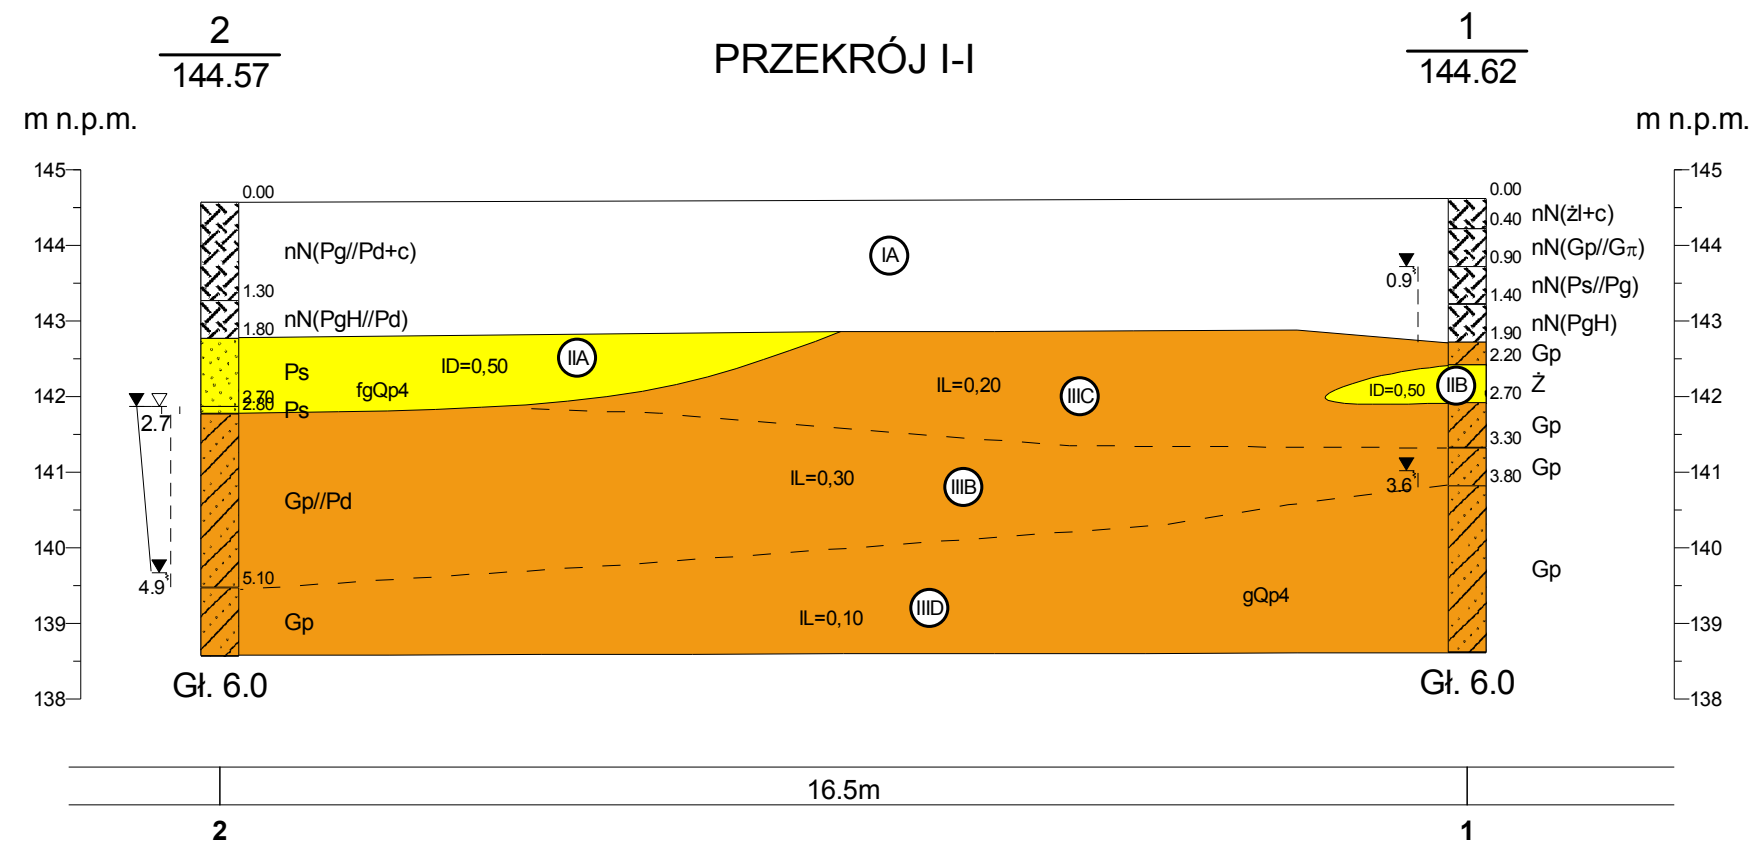 2
144.57
PRZEKRÓJ I-I
1
144.62
m n.p.m.
m n.p.m.
145
144
143
142
141
140
139
138
0.00
nN(Pg//Pd+c)
1.30
nN(PgH//Pd)
1.80
Ps
2.70
2.80
Ps
2.7
Gp//Pd
4.9
5.10
Gp
Gł. 6.0
IA
ID=0,50
IIA
fgQp4
IL=0,20
IIIC
ID=0,50
IIB
IL=0,30
IIIB
IL=0,10
IIID
gQp4
0.9
3.6
0.00
nN(żl+c)
0.40
nN(Gp//Gπ)
0.90
nN(Ps//Pg)
1.40
nN(PgH)
1.90
Gp
2.20
Ż
2.70
Gp
3.30
Gp
3.80
Gp
Gł. 6.0
145
144
143
142
141
140
139
138
16.5m
2
1